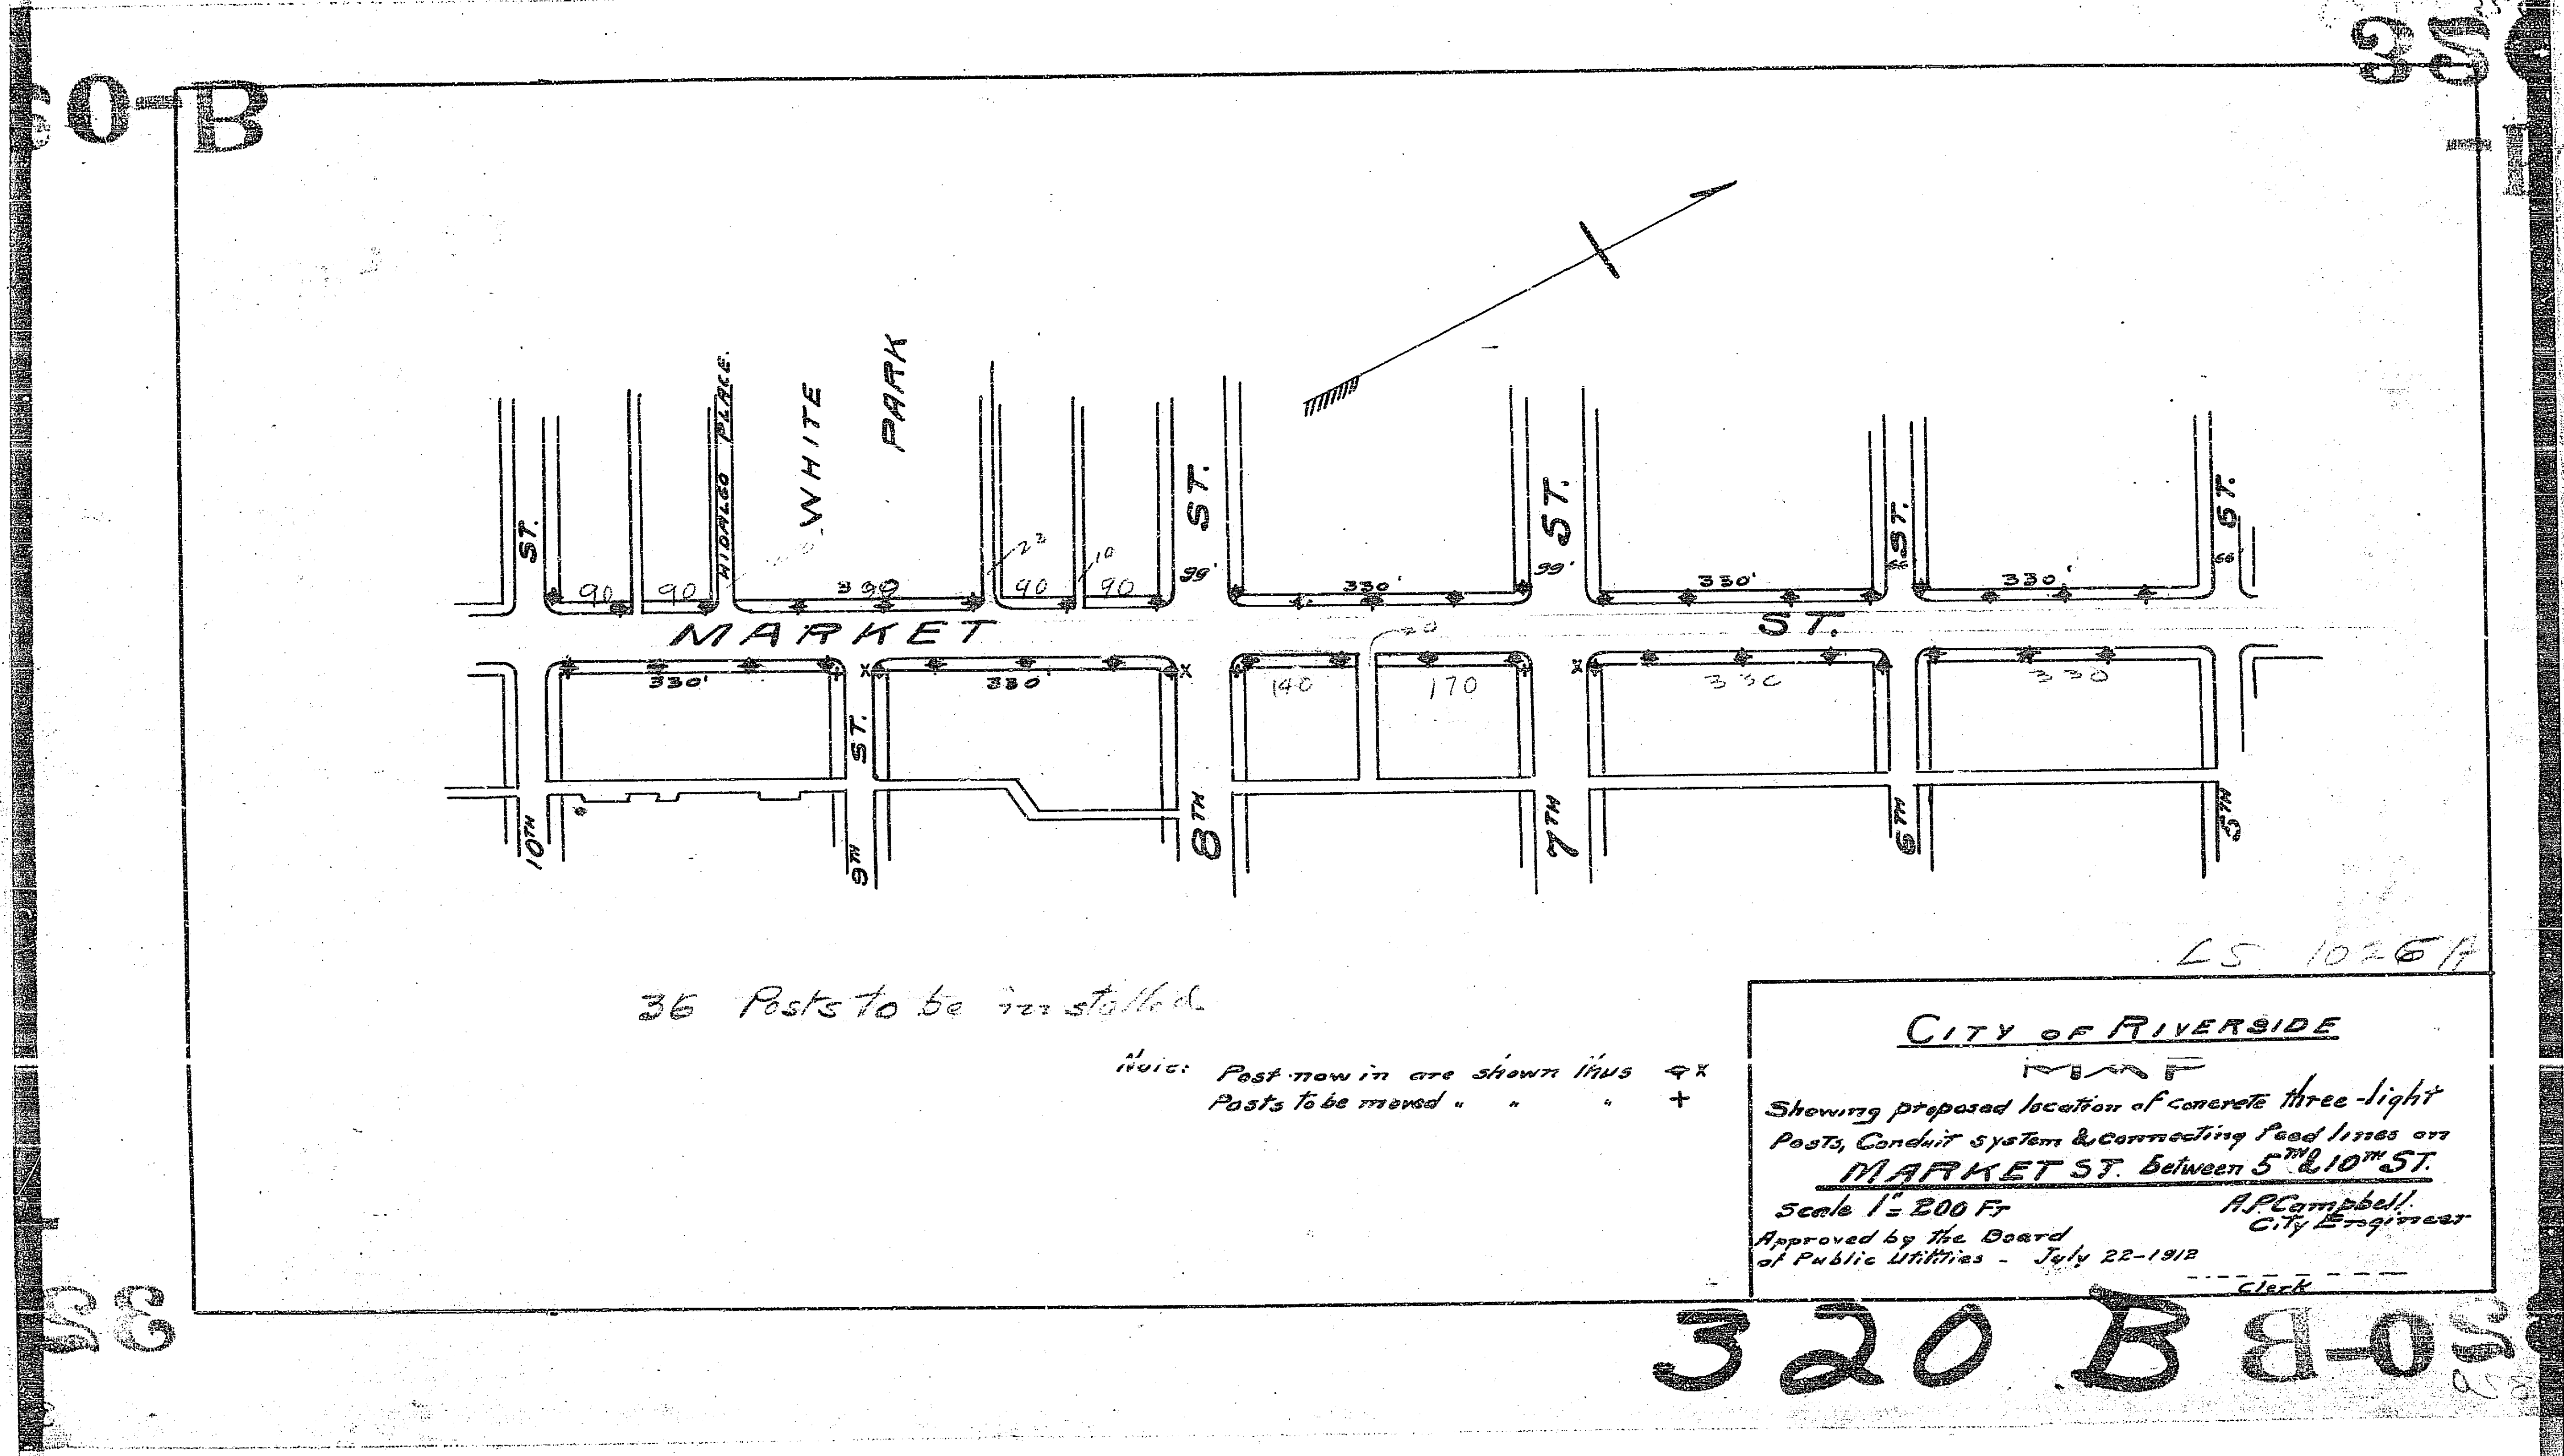 320-B
WHITE
PARK
HIDALGO PLACE.
ST.
ST.
ST.
ST.
ST.
90
90
330
23
90
10
90
99'
330'
99'
330'
330'
66'
MARKET
ST.
20
330'
330'
140
170
330
330
ST.
10TH
9TH
8TH
7TH
6TH
5TH
LS 1026A
36 Posts to be installed
Note: Post now in are shown thus x
Posts to be moved " " " +
CITY OF RIVERSIDE
MAP
Showing proposed location of concrete three-light
Posts, Conduit system & connecting feed lines on
MARKET ST. between 5TH & 10TH ST.
Scale 1" = 200 FT
A.P. Campbell.
City Engineer
Approved by the Board
of Public Utilities - July 22-1912
Clerk
320 B